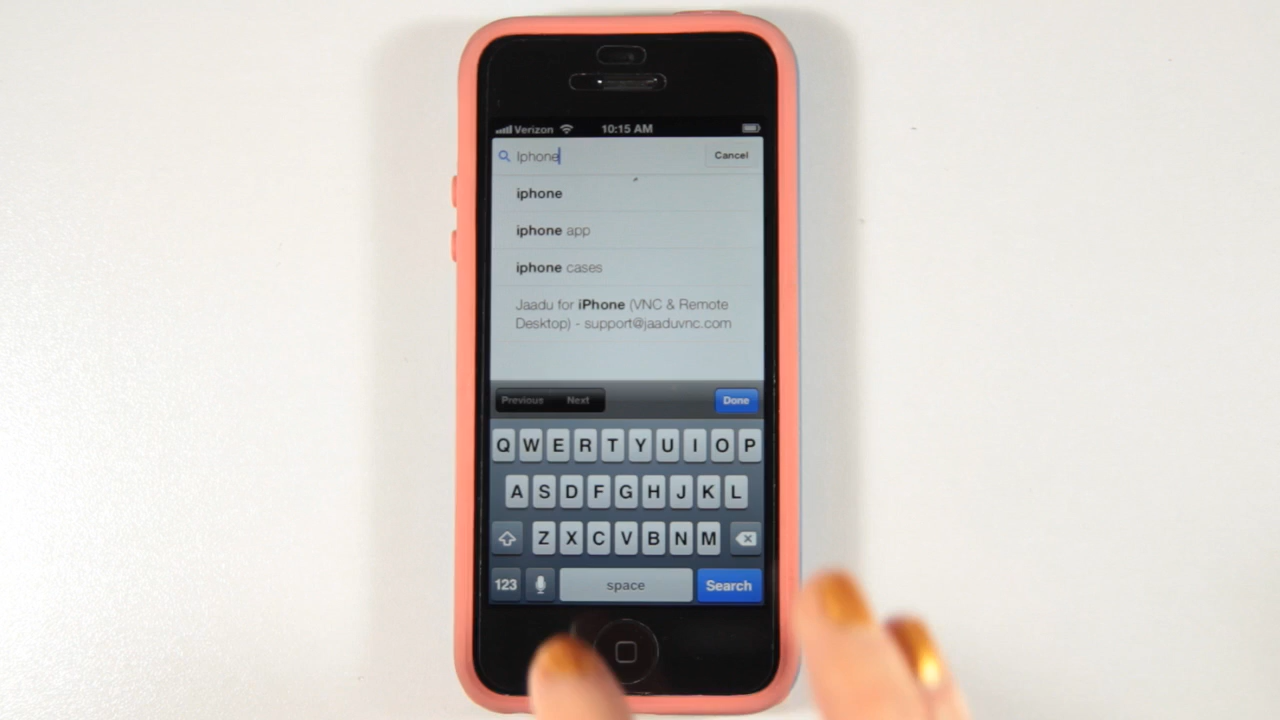 Verizon 10:15 AM
Iphone Cancel
iphone
iphone app
iphone cases
Jaadu for iPhone (VNC & Remote
Desktop) - support@jaaduvnc.com
Previous Next Done
Q W E R T Y U I O P
A S D F G H J K L
Z X C V B N M
123 space Search